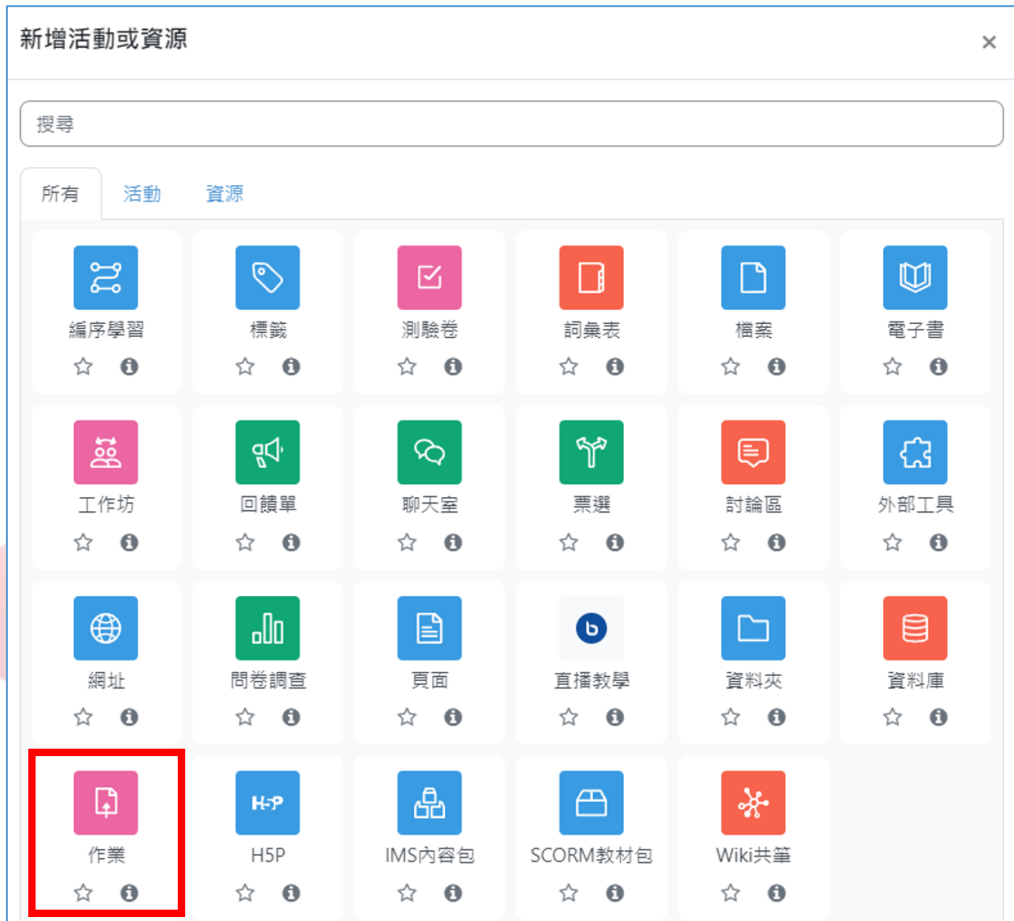 新增活動或資源
×
搜尋
所有 活動 資源
編序學習 標籤 測驗卷 詞彙表 檔案 電子書
工作坊 回饋單 聊天室 票選 討論區 外部工具
網址 問卷調查 頁面 直播教學 資料夾 資料庫
H5P
作業 H5P IMS內容包 SCORM教材包 Wiki共筆